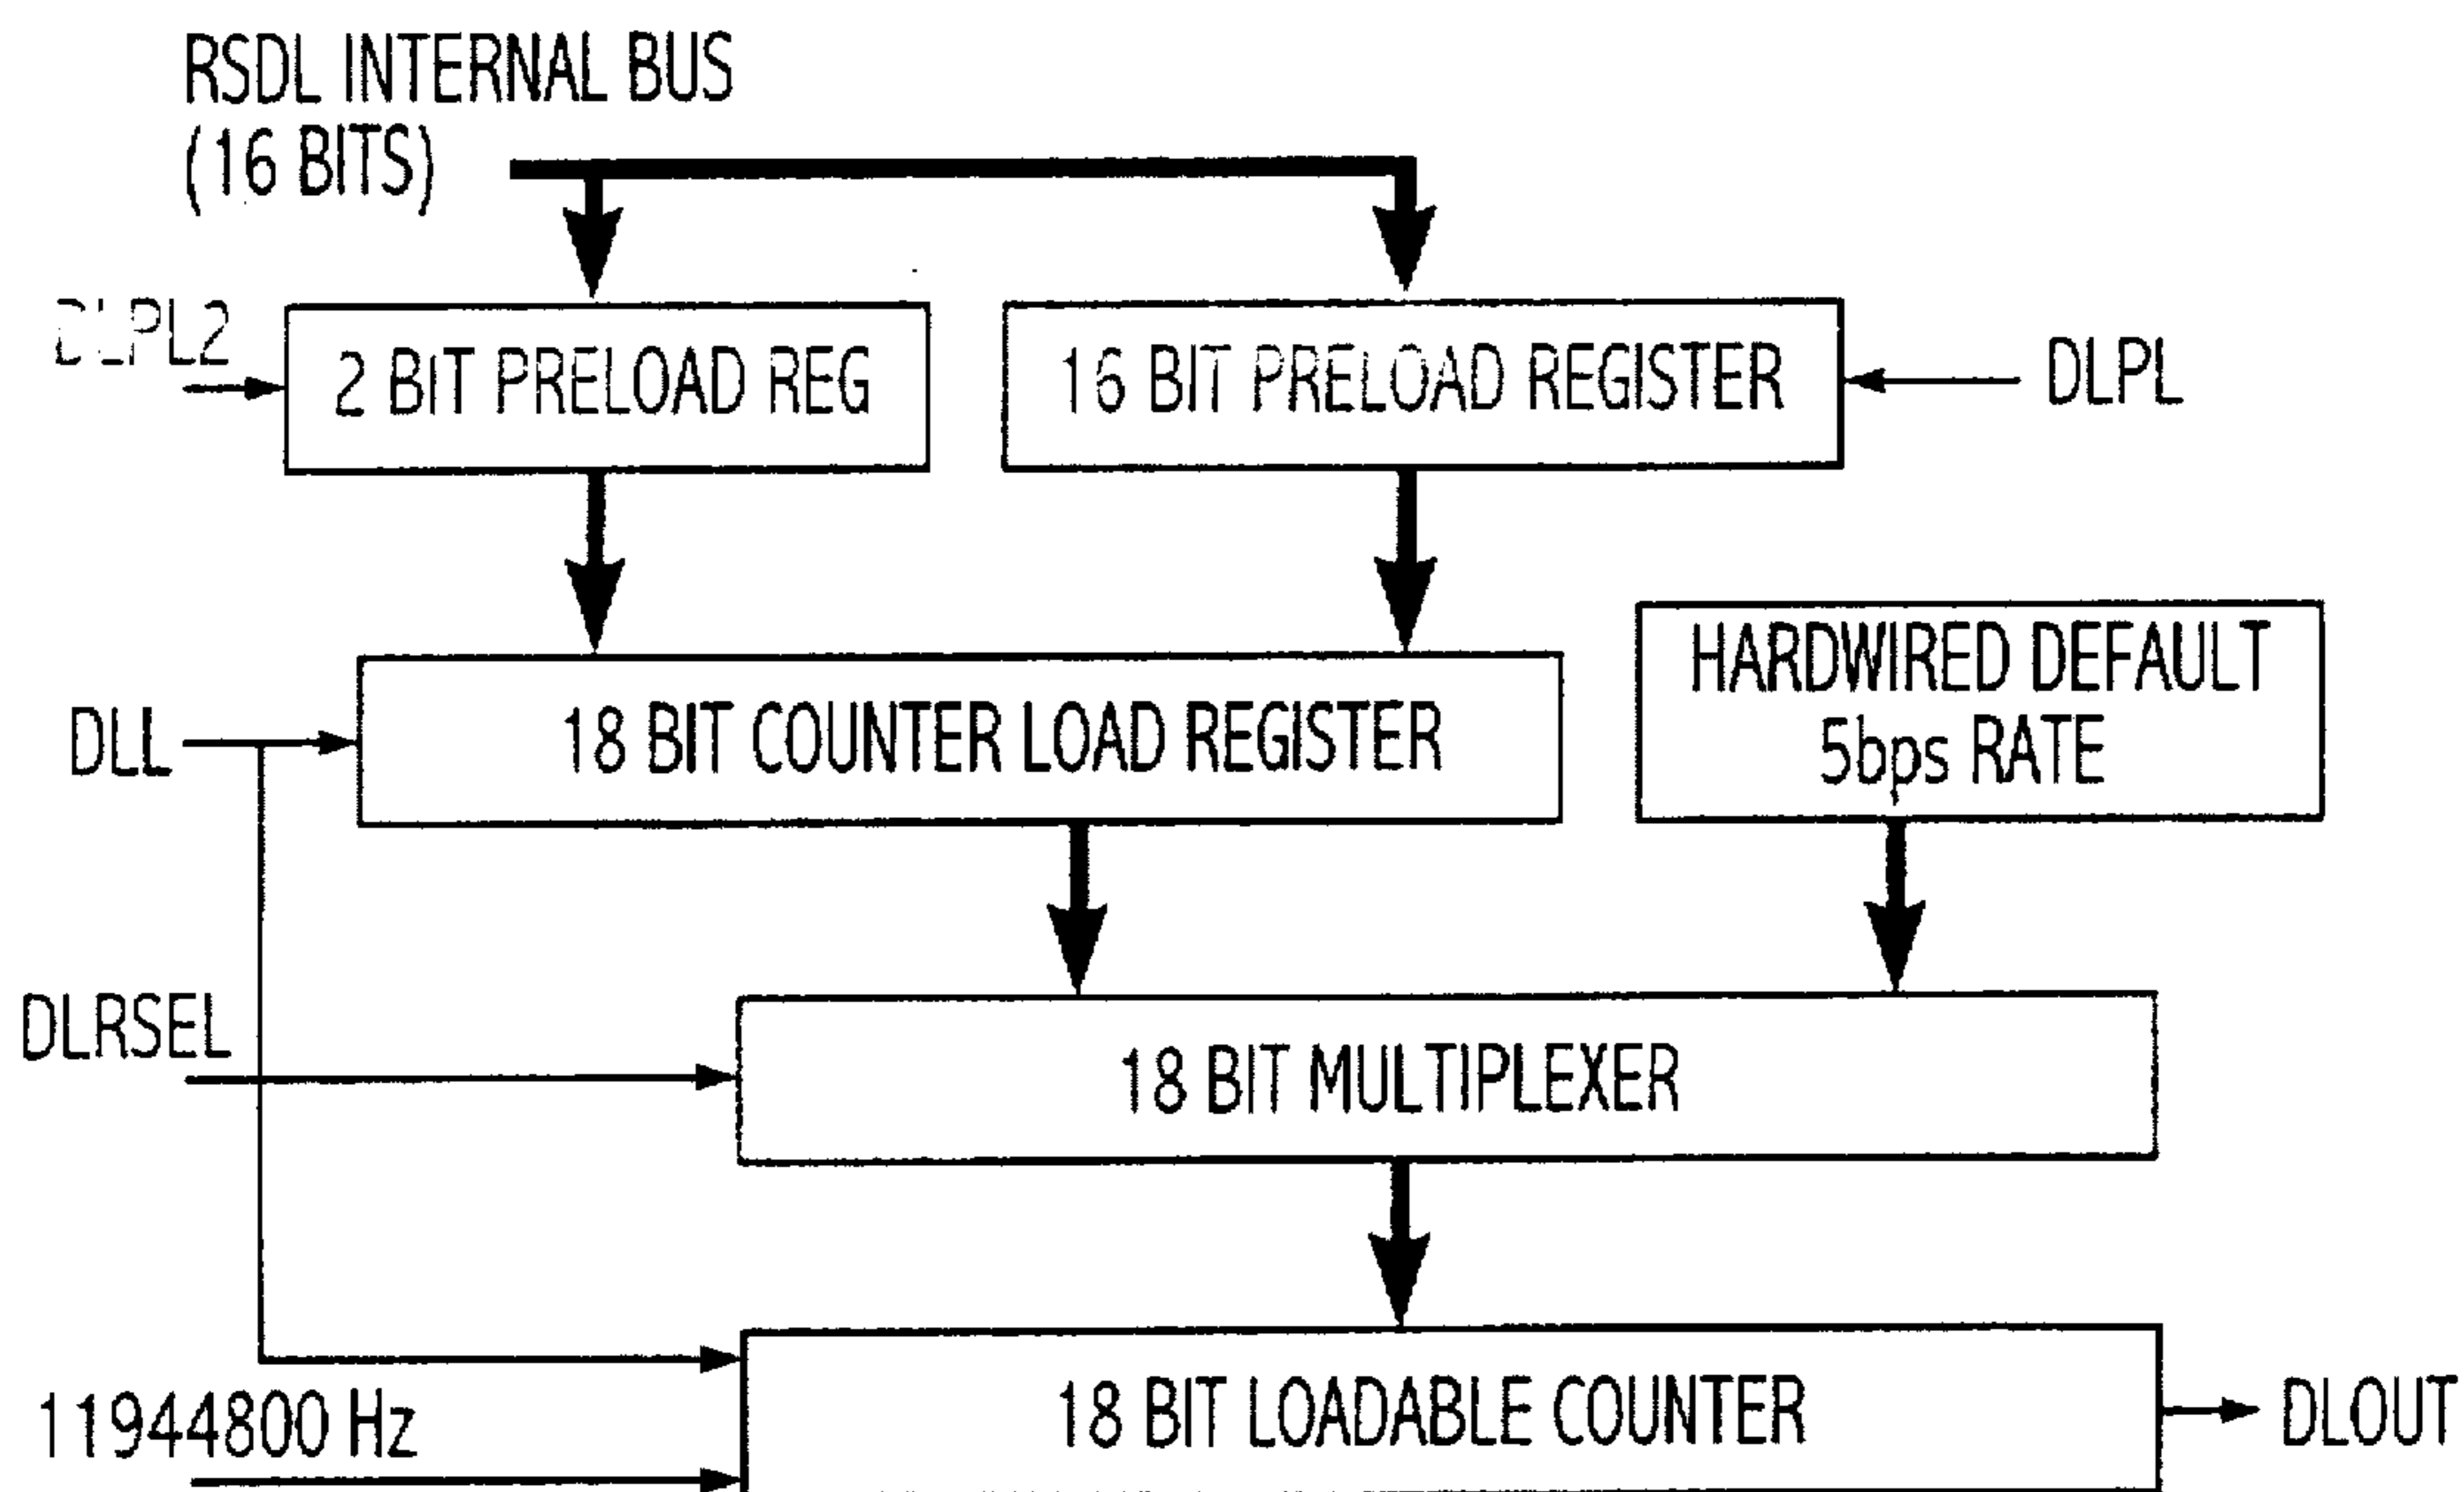 RSDL INTERNAL BUS
(16 BITS)
DLPL2
2 BIT PRELOAD REG
16 BIT PRELOAD REGISTER
DLPL
HARDWIRED DEFAULT
5bps RATE
DLL
18 BIT COUNTER LOAD REGISTER
DLRSEL
18 BIT MULTIPLEXER
11944800 Hz
18 BIT LOADABLE COUNTER
DLOUT